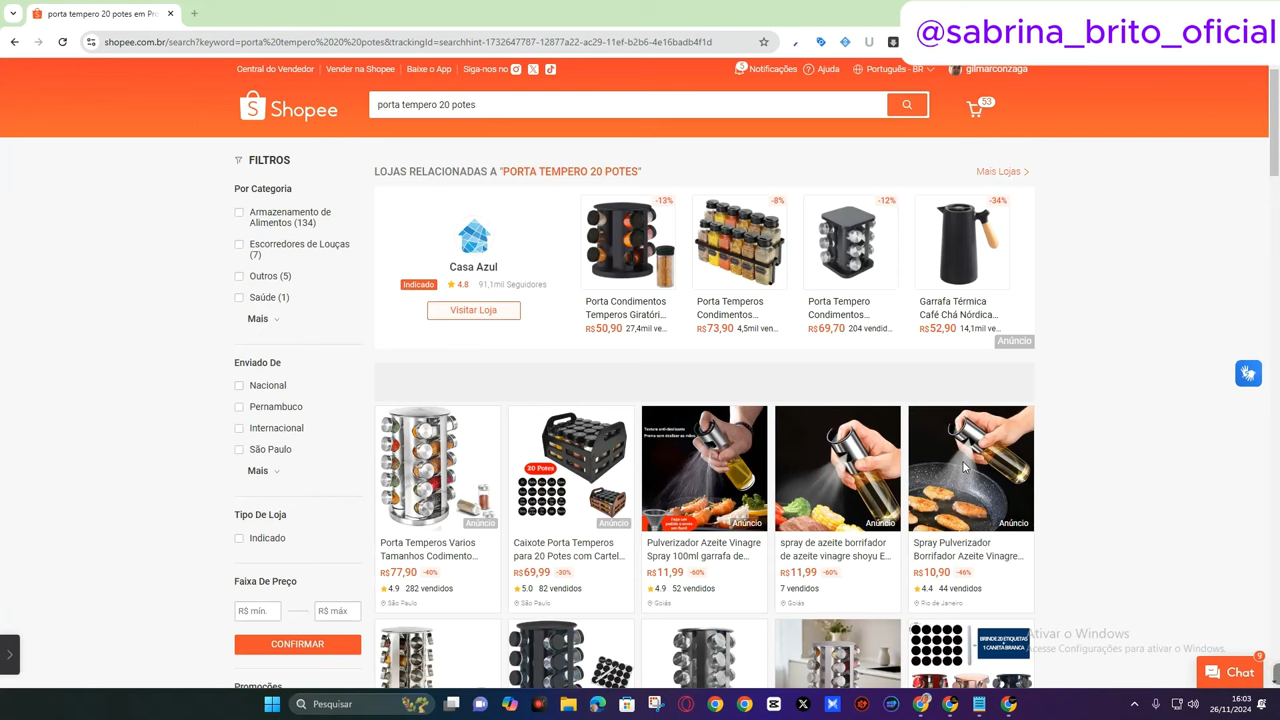 porta tempero 20 potes em Pro
@sabrina_brito_oficial
shopee.com.br/search?keyword=porta%20tempero%2020%20potes&trackingId=searchhint-1732647787-12877a22-ac29-11ef-b2b6-4e16badb4f1d
Central do Vendedor
Vender na Shopee
Baixe o App
Siga-nos no
3
Notificações
Ajuda
Português - BR
gilmarconzaga
Shopee
porta tempero 20 potes
53
FILTROS
Por Categoria
Armazenamento de
Alimentos (134)
Escorredores de Louças
(7)
Outros (5)
Saúde (1)
Mais
Enviado De
Nacional
Pernambuco
Internacional
São Paulo
Mais
Tipo De Loja
Indicado
Faixa De Preço
R$ mín.
R$ máx
CONFIRMAR
Promoções
LOJAS RELACIONADAS A "PORTA TEMPERO 20 POTES"
Mais Lojas
Casa Azul
Indicado 4.8 91,1mil Seguidores
Visitar Loja
-13%
Porta Condimentos
Temperos Giratóri...
R$50,90 27,4mil ve...
-8%
Porta Temperos
Condimentos...
R$73,90 4,5mil ven...
-12%
Porta Tempero
Condimentos...
R$69,70 204 vendid...
-34%
Garrafa Térmica
Café Chá Nórdica...
R$52,90 14,1mil ve...
Anúncio
Anúncio
Porta Temperos Varios
Tamanhos Codimento...
R$77,90 -40%
4.9 282 vendidos
São Paulo
20 Potes
Anúncio
Caixote Porta Temperos
para 20 Potes com Cartel...
R$69,99 -30%
5.0 82 vendidos
São Paulo
Anúncio
Pulverizador Azeite Vinagre
Spray 100ml garrafa de...
R$11,99 -60%
4.9 52 vendidos
Goiás
Anúncio
spray de azeite borrifador
de azeite vinagre shoyu E...
R$11,99 -60%
7 vendidos
Goiás
Anúncio
Spray Pulverizador
Borrifador Azeite Vinagre...
R$10,90 -46%
4.4 44 vendidos
Rio de Janeiro
BRINDE 20 ETIQUETAS
+
1 CANETA BRANCA
Ativar o Windows
Acesse Configurações para ativar o Windows.
9
Chat
Pesquisar
16:03
26/11/2024